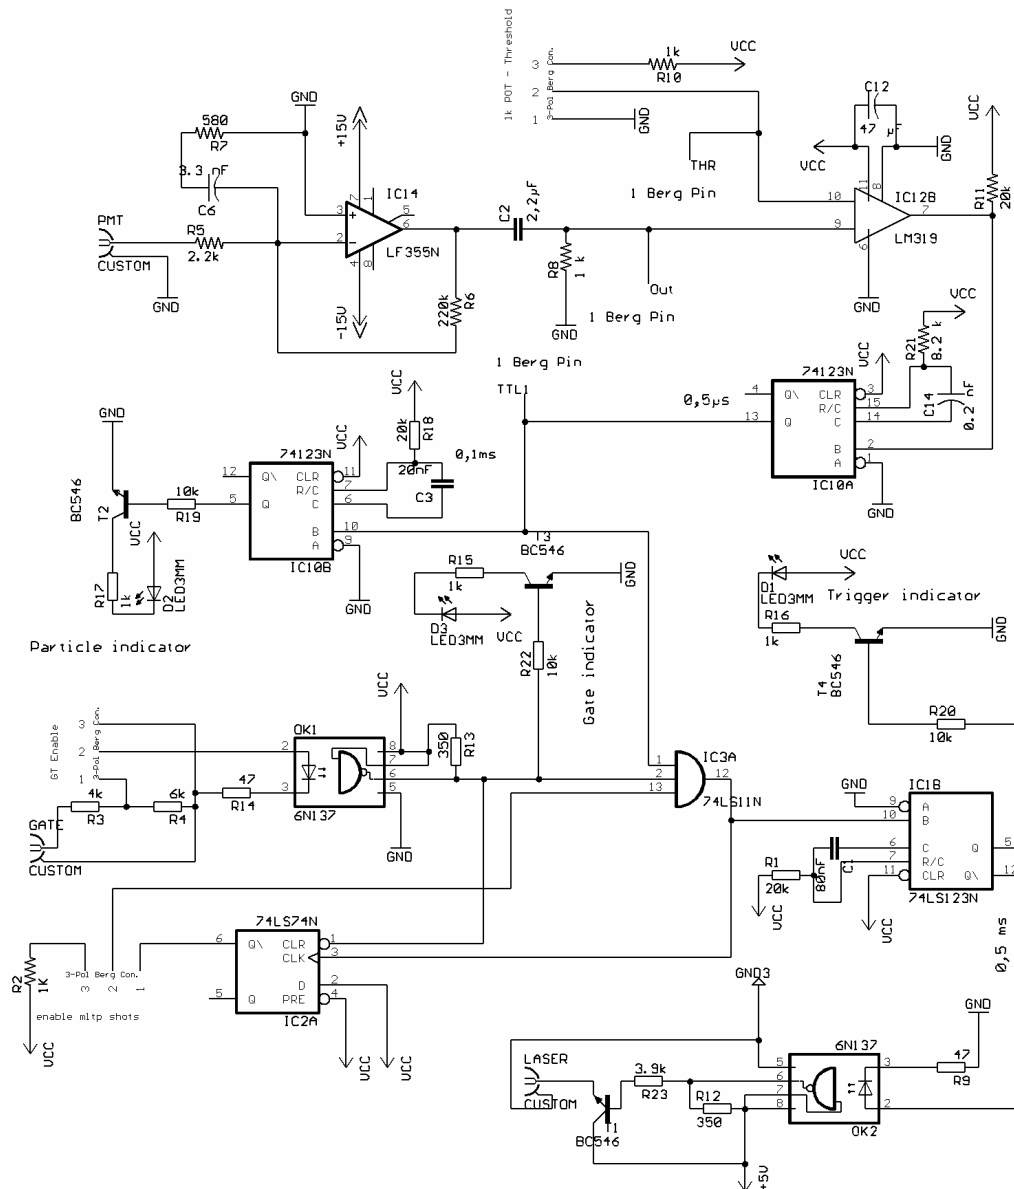 1k POT - Threshold
3-Pol Berg Con.
3
2
1
1k
R10
VCC
GND
THR
1 Berg Pin
C12
47 µF
VCC
GND
VCC
R11
20k
GND
580
R7
3.3 nF
C6
+15V
IC14
7
1
3
+
5
6
2
-
4
8
LF355N
-15V
PMT
CUSTOM
R5
2.2k
GND
220k
R6
C2
2,2µF
R8
1 k
GND
Out
1 Berg Pin
10
9
11
8
IC12B
7
LM319
6
GND
1 Berg Pin
TTL1
0,5µs
74123N
4
Q\
13
Q
CLR
3
R/C
15
C
14
B
2
A
1
IC10A
VCC
R21
8.2 k
VCC
C14
0.2 nF
GND
GND
BC546
T2
VCC
10k
R19
74123N
12
Q\
5
Q
CLR
11
R/C
7
C
6
B
10
A
9
IC10B
VCC
VCC
20k
R18
20nF
C3
0,1ms
GND
R17
1k
D2
LED3MM
Particle indicator
T3
BC546
R15
1k
D3
LED3MM
VCC
GND
R22
10k
Gate indicator
D1
LED3MM
VCC
Trigger indicator
R16
1k
GND
T4
BC546
R20
10k
GT Enable
3-Pol Berg Con.
3
2
1
4k
R3
6k
R4
GATE
CUSTOM
47
R14
OK1
2
3
8
7
6
5
6N137
VCC
350
R13
GND
IC3A
1
2
13
12
74LS11N
IC1B
GND
9
A
10
B
6
C
7
R/C
11
CLR
Q
5
Q\
12
74LS123N
R1
20k
80nF
C1
VCC
VCC
0,5 ms
74LS74N
6
Q\
5
Q
CLR
1
CLK
3
D
2
PRE
4
IC2A
VCC
VCC
R2
1K
VCC
3-Pol Berg Con.
3
2
1
enable mltp shots
GND3
LASER
CUSTOM
T1
BC546
3.9k
R23
R12
350
6N137
5
6
7
8
3
2
OK2
47
R9
GND
+5V